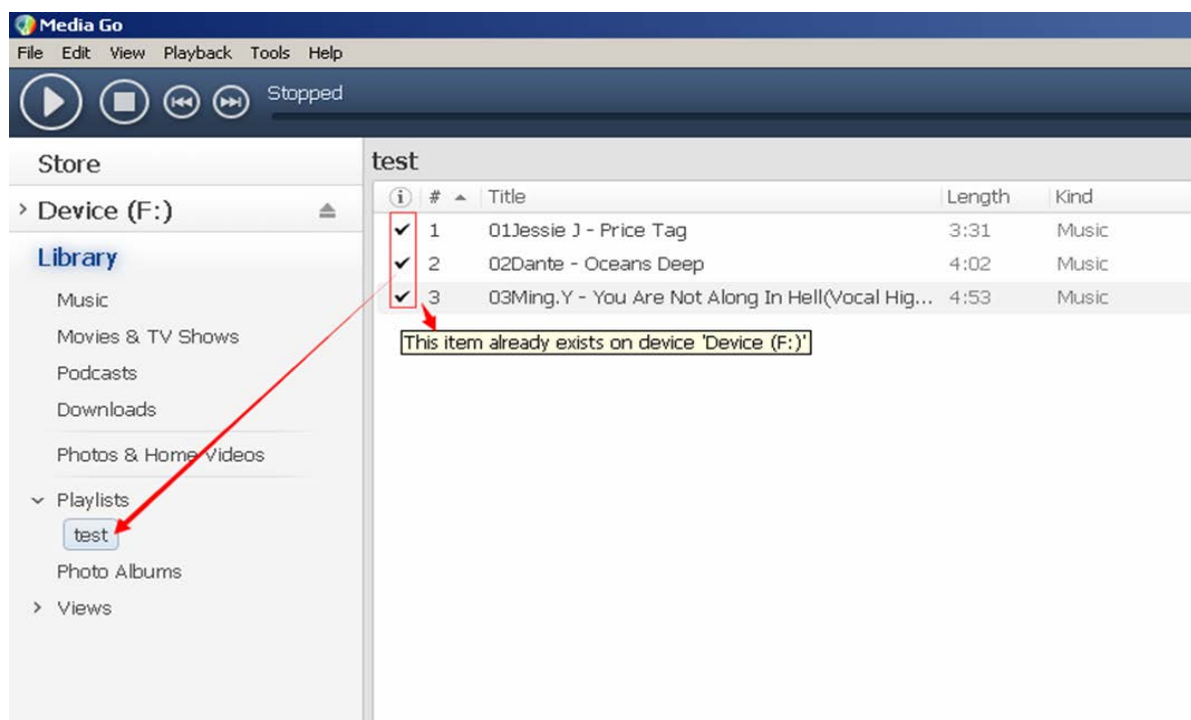 Media Go
File Edit View Playback Tools Help
Stopped
Store
Device (F:)
Library
Music
Movies & TV Shows
Podcasts
Downloads
Photos & Home Videos
Playlists
test
Photo Albums
Views
test
# Title Length Kind
1 01Jessie J - Price Tag 3:31 Music
2 02Dante - Oceans Deep 4:02 Music
3 03Ming.Y - You Are Not Along In Hell(Vocal Hig... 4:53 Music
This item already exists on device 'Device (F:)'